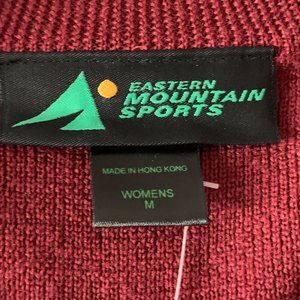 EASTERN
MOUNTAIN
SPORTS
MADE IN HONG KONG
WOMENS
M